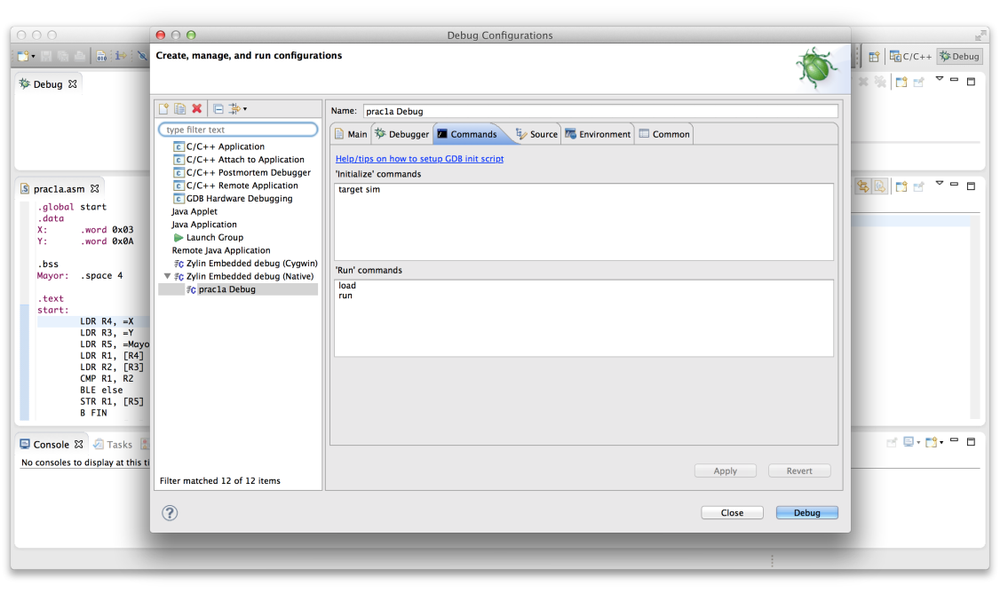 Debug Configurations
C/C++
Debug
Create, manage, and run configurations
Debug
type filter text
C/C++ Application
C/C++ Attach to Application
C/C++ Postmortem Debugger
C/C++ Remote Application
GDB Hardware Debugging
Java Applet
Java Application
Launch Group
Remote Java Application
Zylin Embedded debug (Cygwin)
Zylin Embedded debug (Native)
prac1a Debug
Filter matched 12 of 12 items
Name: prac1a Debug
Main Debugger Commands Source Environment Common
Help/tips on how to setup GDB init script
'Initialize' commands
target sim
'Run' commands
load
run
Apply Revert
Close Debug
prac1a.asm
.global start
.data
X: .word 0x03
Y: .word 0x0A
.bss
Mayor: .space 4
.text
start:
LDR R4, =X
LDR R3, =Y
LDR R5, =Mayo
LDR R1, [R4]
LDR R2, [R3]
CMP R1, R2
BLE else
STR R1, [R5]
B FIN
Console Tasks
No consoles to display at this ti